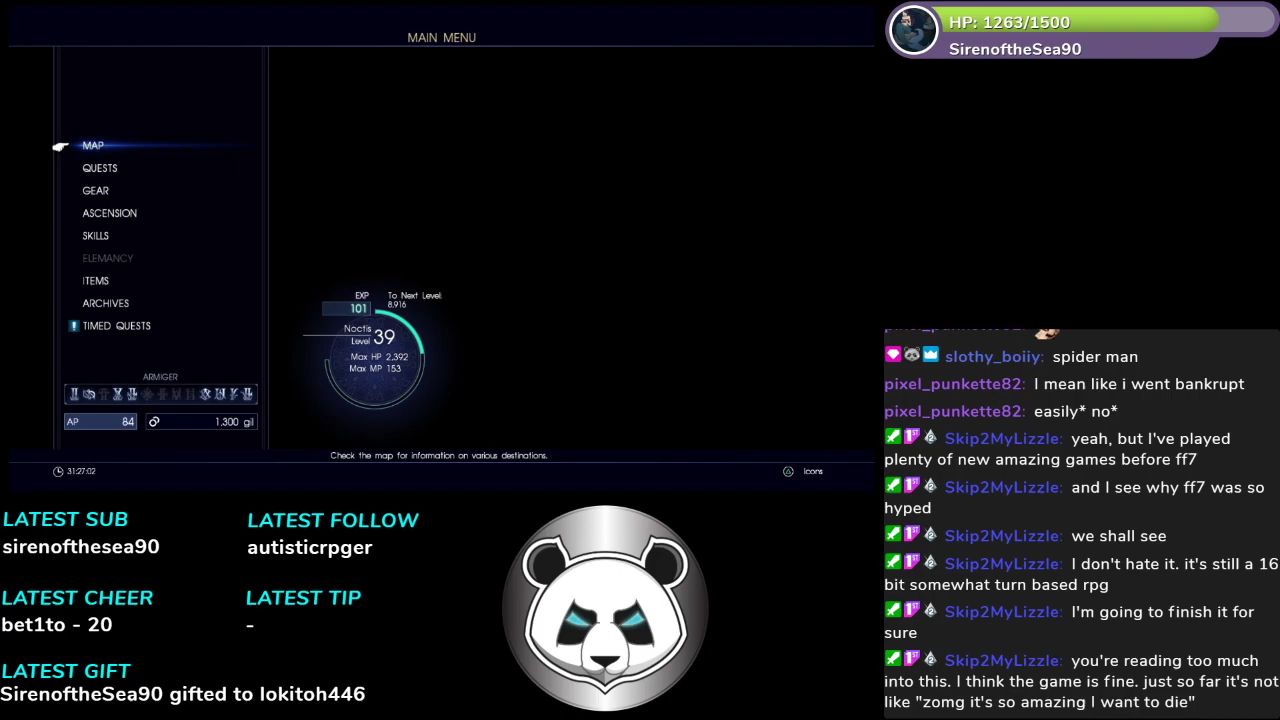 MAIN MENU
HP: 1263/1500
SirenoftheSea90
MAP
QUESTS
GEAR
ASCENSION
SKILLS
ELEMANCY
ITEMS
ARCHIVES
! TIMED QUESTS
EXP
101
To Next Level:
8,916
Noctis
Level 39
Max HP 2,392
Max MP 153
ARMIGER
AP 84
1,300 gil
Check the map for information on various destinations.
31:27:02
Icons
LATEST SUB
sirenofthesea90
LATEST FOLLOW
autisticrpger
LATEST CHEER
bet1to - 20
LATEST TIP
-
LATEST GIFT
SirenoftheSea90 gifted to lokitoh446
slothy_boiiy: spider man
pixel_punkette82: I mean like i went bankrupt
pixel_punkette82: easily* no*
Skip2MyLizzle: yeah, but I've played
plenty of new amazing games before ff7
Skip2MyLizzle: and I see why ff7 was so
hyped
Skip2MyLizzle: we shall see
Skip2MyLizzle: I don't hate it. it's still a 16
bit somewhat turn based rpg
Skip2MyLizzle: I'm going to finish it for
sure
Skip2MyLizzle: you're reading too much
into this. I think the game is fine. just so far it's not
like "zomg it's so amazing I want to die"